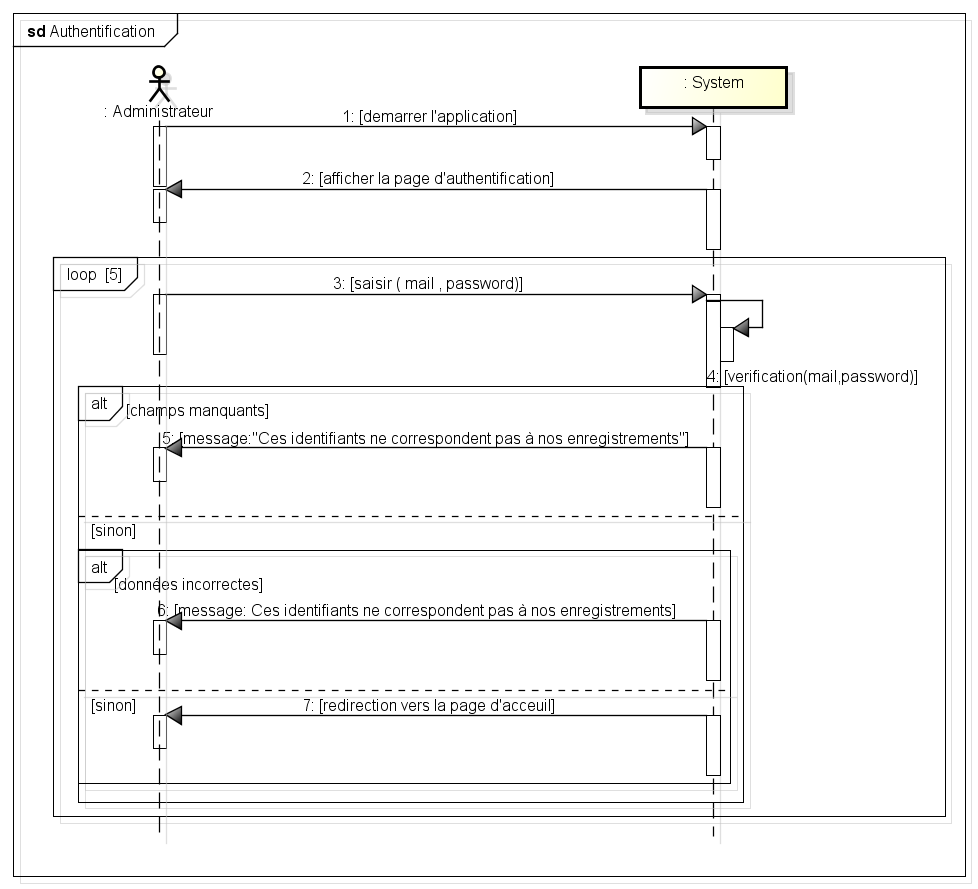 sd Authentification
: Administrateur
: System
1: [demarrer l'application]
2: [afficher la page d'authentification]
loop [5]
3: [saisir ( mail , password)]
4: [verification(mail,password)]
alt
[champs manquants]
5: [message:"Ces identifiants ne correspondent pas à nos enregistrements"]
[sinon]
alt
[données incorrectes]
6: [message: Ces identifiants ne correspondent pas à nos enregistrements]
[sinon]
7: [redirection vers la page d'acceuil]